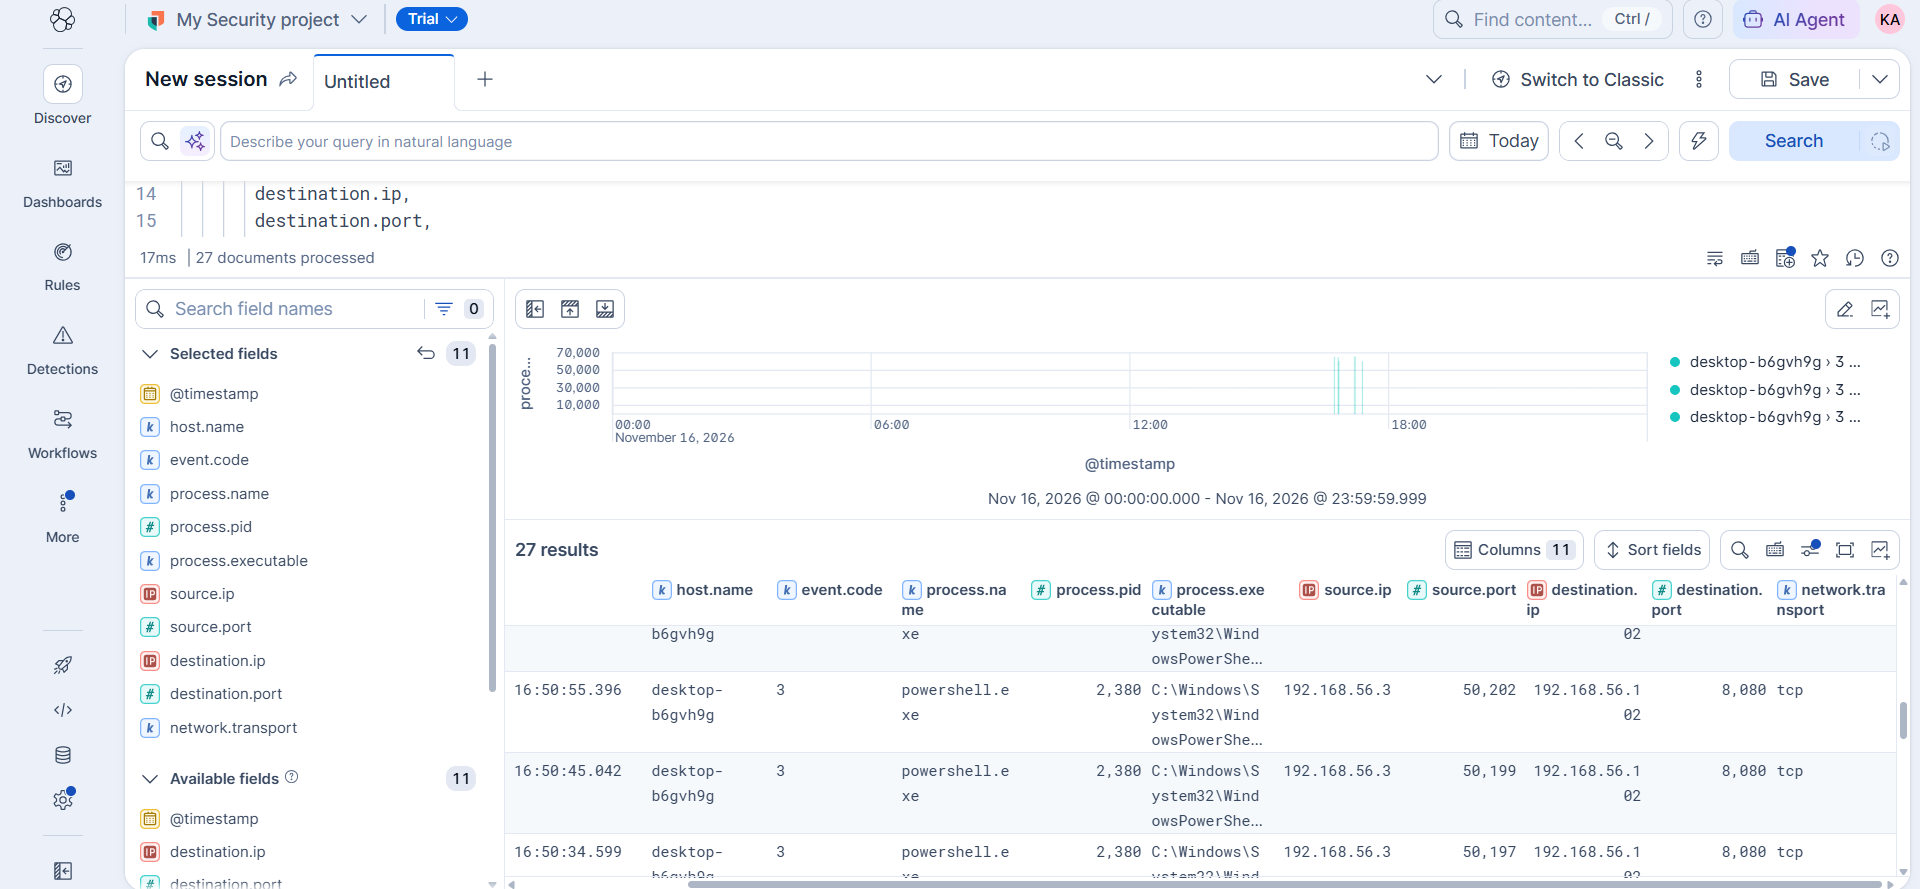 My Security project
Trial
Find content...
Ctrl /
AI Agent
KA
New session
Untitled
Switch to Classic
Save
Describe your query in natural language
Today
Search
14 destination.ip,
15 destination.port,
17ms | 27 documents processed
Discover
Dashboards
Rules
Detections
Workflows
More
Search field names
0
Selected fields
11
@timestamp
host.name
event.code
process.name
process.pid
process.executable
source.ip
source.port
destination.ip
destination.port
network.transport
Available fields
11
@timestamp
destination.ip
destination.port
proce...
70,000
50,000
30,000
10,000
00:00
06:00
12:00
18:00
November 16, 2026
@timestamp
Nov 16, 2026 @ 00:00:00.000 - Nov 16, 2026 @ 23:59:59.999
desktop-b6gvh9g › 3 ...
desktop-b6gvh9g › 3 ...
desktop-b6gvh9g › 3 ...
27 results
Columns 11
Sort fields
k host.name k event.code k process.na # process.pid k process.exe IP source.ip # source.port IP destination. # destination. k network.tra
me cutable ip port nsport
b6gvh9g xe ystem32\Wind 02
owsPowerShe...
16:50:55.396 desktop- 3 powershell.e 2,380 C:\Windows\S 192.168.56.3 50,202 192.168.56.1 8,080 tcp
b6gvh9g xe ystem32\Wind 02
owsPowerShe...
16:50:45.042 desktop- 3 powershell.e 2,380 C:\Windows\S 192.168.56.3 50,199 192.168.56.1 8,080 tcp
b6gvh9g xe ystem32\Wind 02
owsPowerShe...
16:50:34.599 desktop- 3 powershell.e 2,380 C:\Windows\S 192.168.56.3 50,197 192.168.56.1 8,080 tcp
b6gvh9g xe ystem32\Wind 02